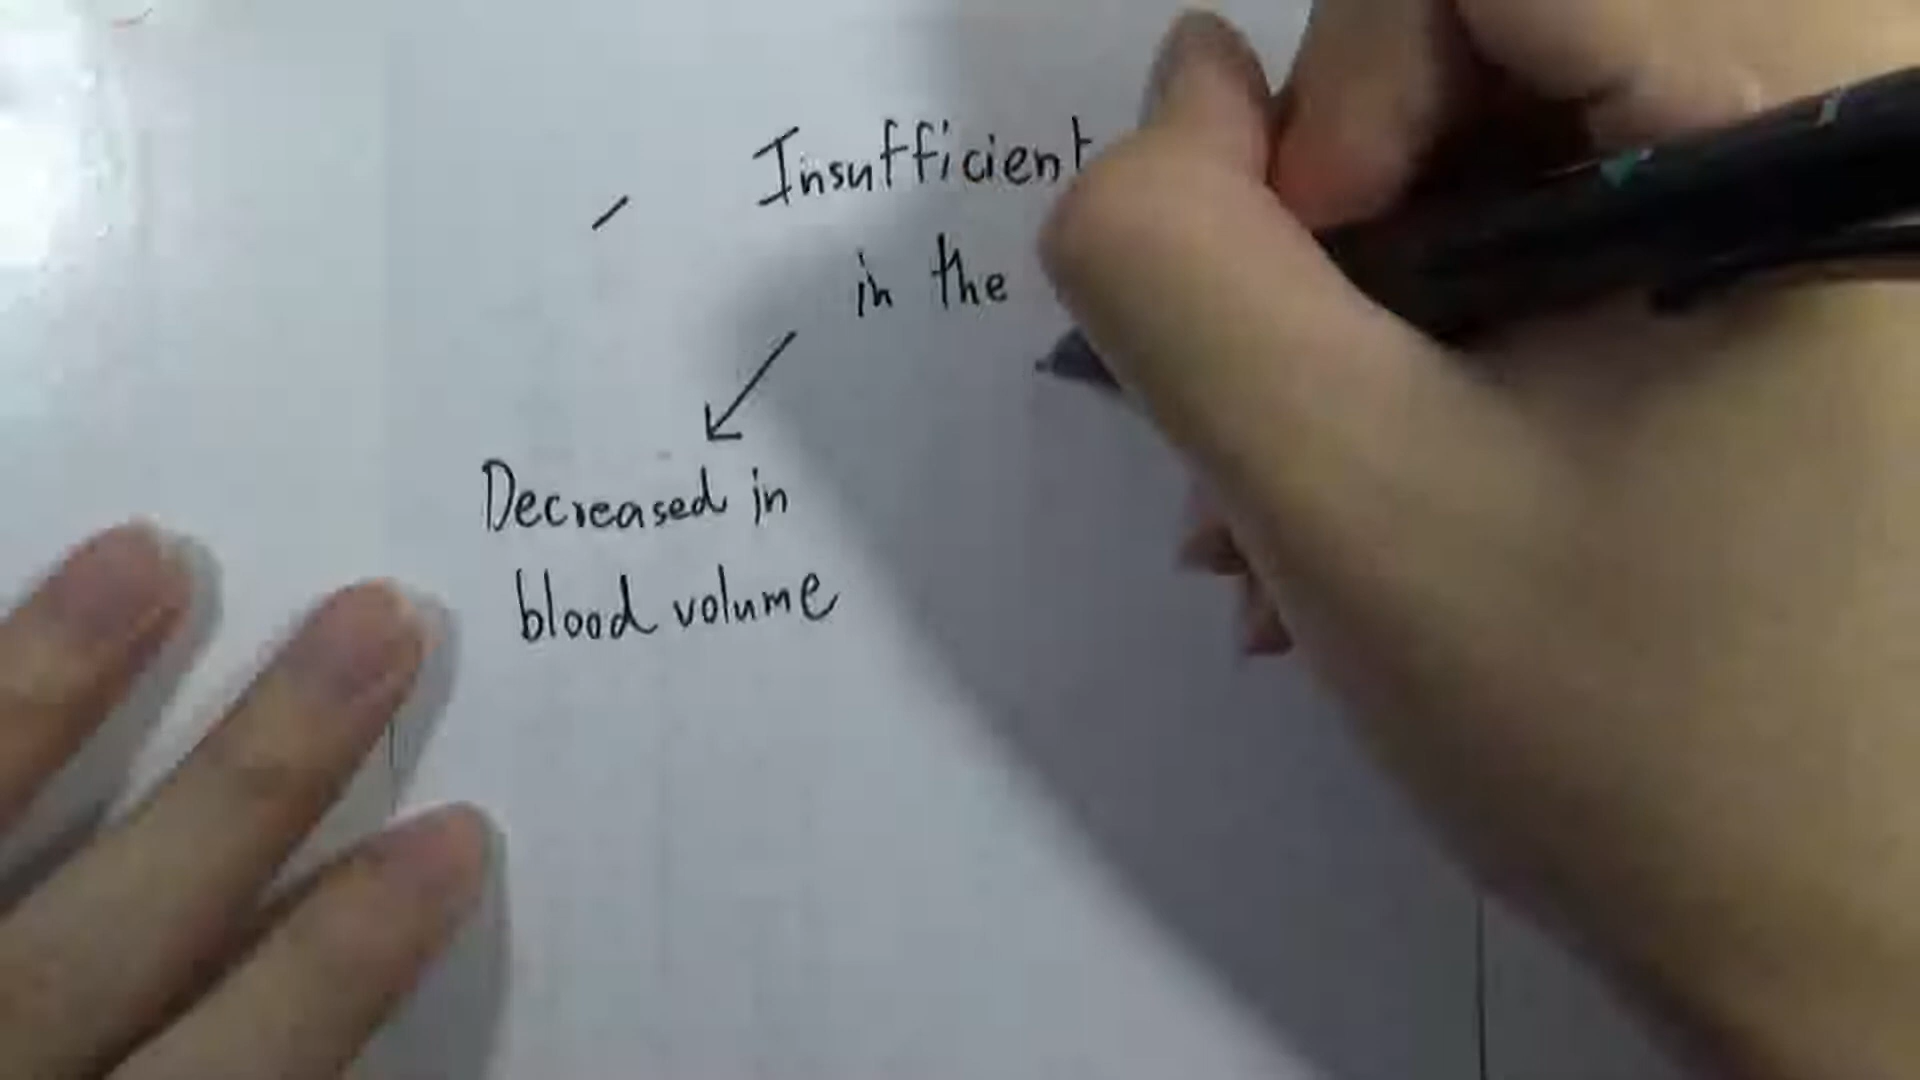 Insufficient
in the
Decreased in
blood volume